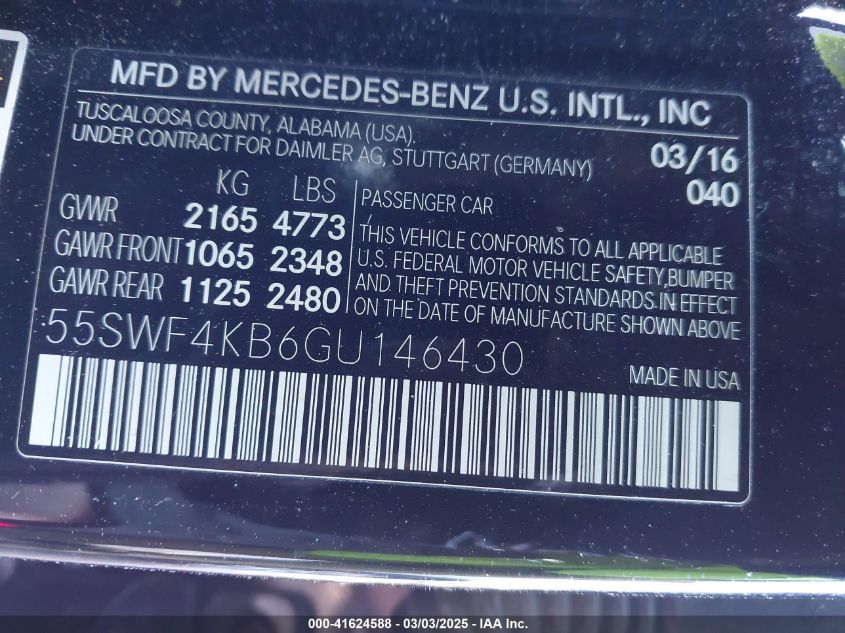 MFD BY MERCEDES-BENZ U.S. INTL., INC
TUSCALOOSA COUNTY, ALABAMA (USA).
UNDER CONTRACT FOR DAIMLER AG, STUTTGART (GERMANY)
03/16
040
KG LBS
GVWR 2165 4773
GAWR FRONT 1065 2348
GAWR REAR 1125 2480
PASSENGER CAR
THIS VEHICLE CONFORMS TO ALL APPLICABLE
U.S. FEDERAL MOTOR VEHICLE SAFETY,BUMPER
AND THEFT PREVENTION STANDARDS IN EFFECT
ON THE DATE OF MANUFACTURE SHOWN ABOVE
55SWF4KB6GU146430
MADE IN USA
000-41624588 - 03/03/2025 - IAA Inc.